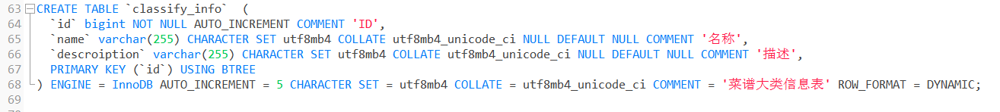 63 CREATE TABLE `classify_info`  (
64   `id` bigint NOT NULL AUTO_INCREMENT COMMENT 'ID',
65   `name` varchar(255) CHARACTER SET utf8mb4 COLLATE utf8mb4_unicode_ci NULL DEFAULT NULL COMMENT '名称',
66   `descroiption` varchar(255) CHARACTER SET utf8mb4 COLLATE utf8mb4_unicode_ci NULL DEFAULT NULL COMMENT '描述',
67   PRIMARY KEY (`id`) USING BTREE
68 ) ENGINE = InnoDB AUTO_INCREMENT = 5 CHARACTER SET = utf8mb4 COLLATE = utf8mb4_unicode_ci COMMENT = '菜谱大类信息表' ROW_FORMAT = DYNAMIC;
69